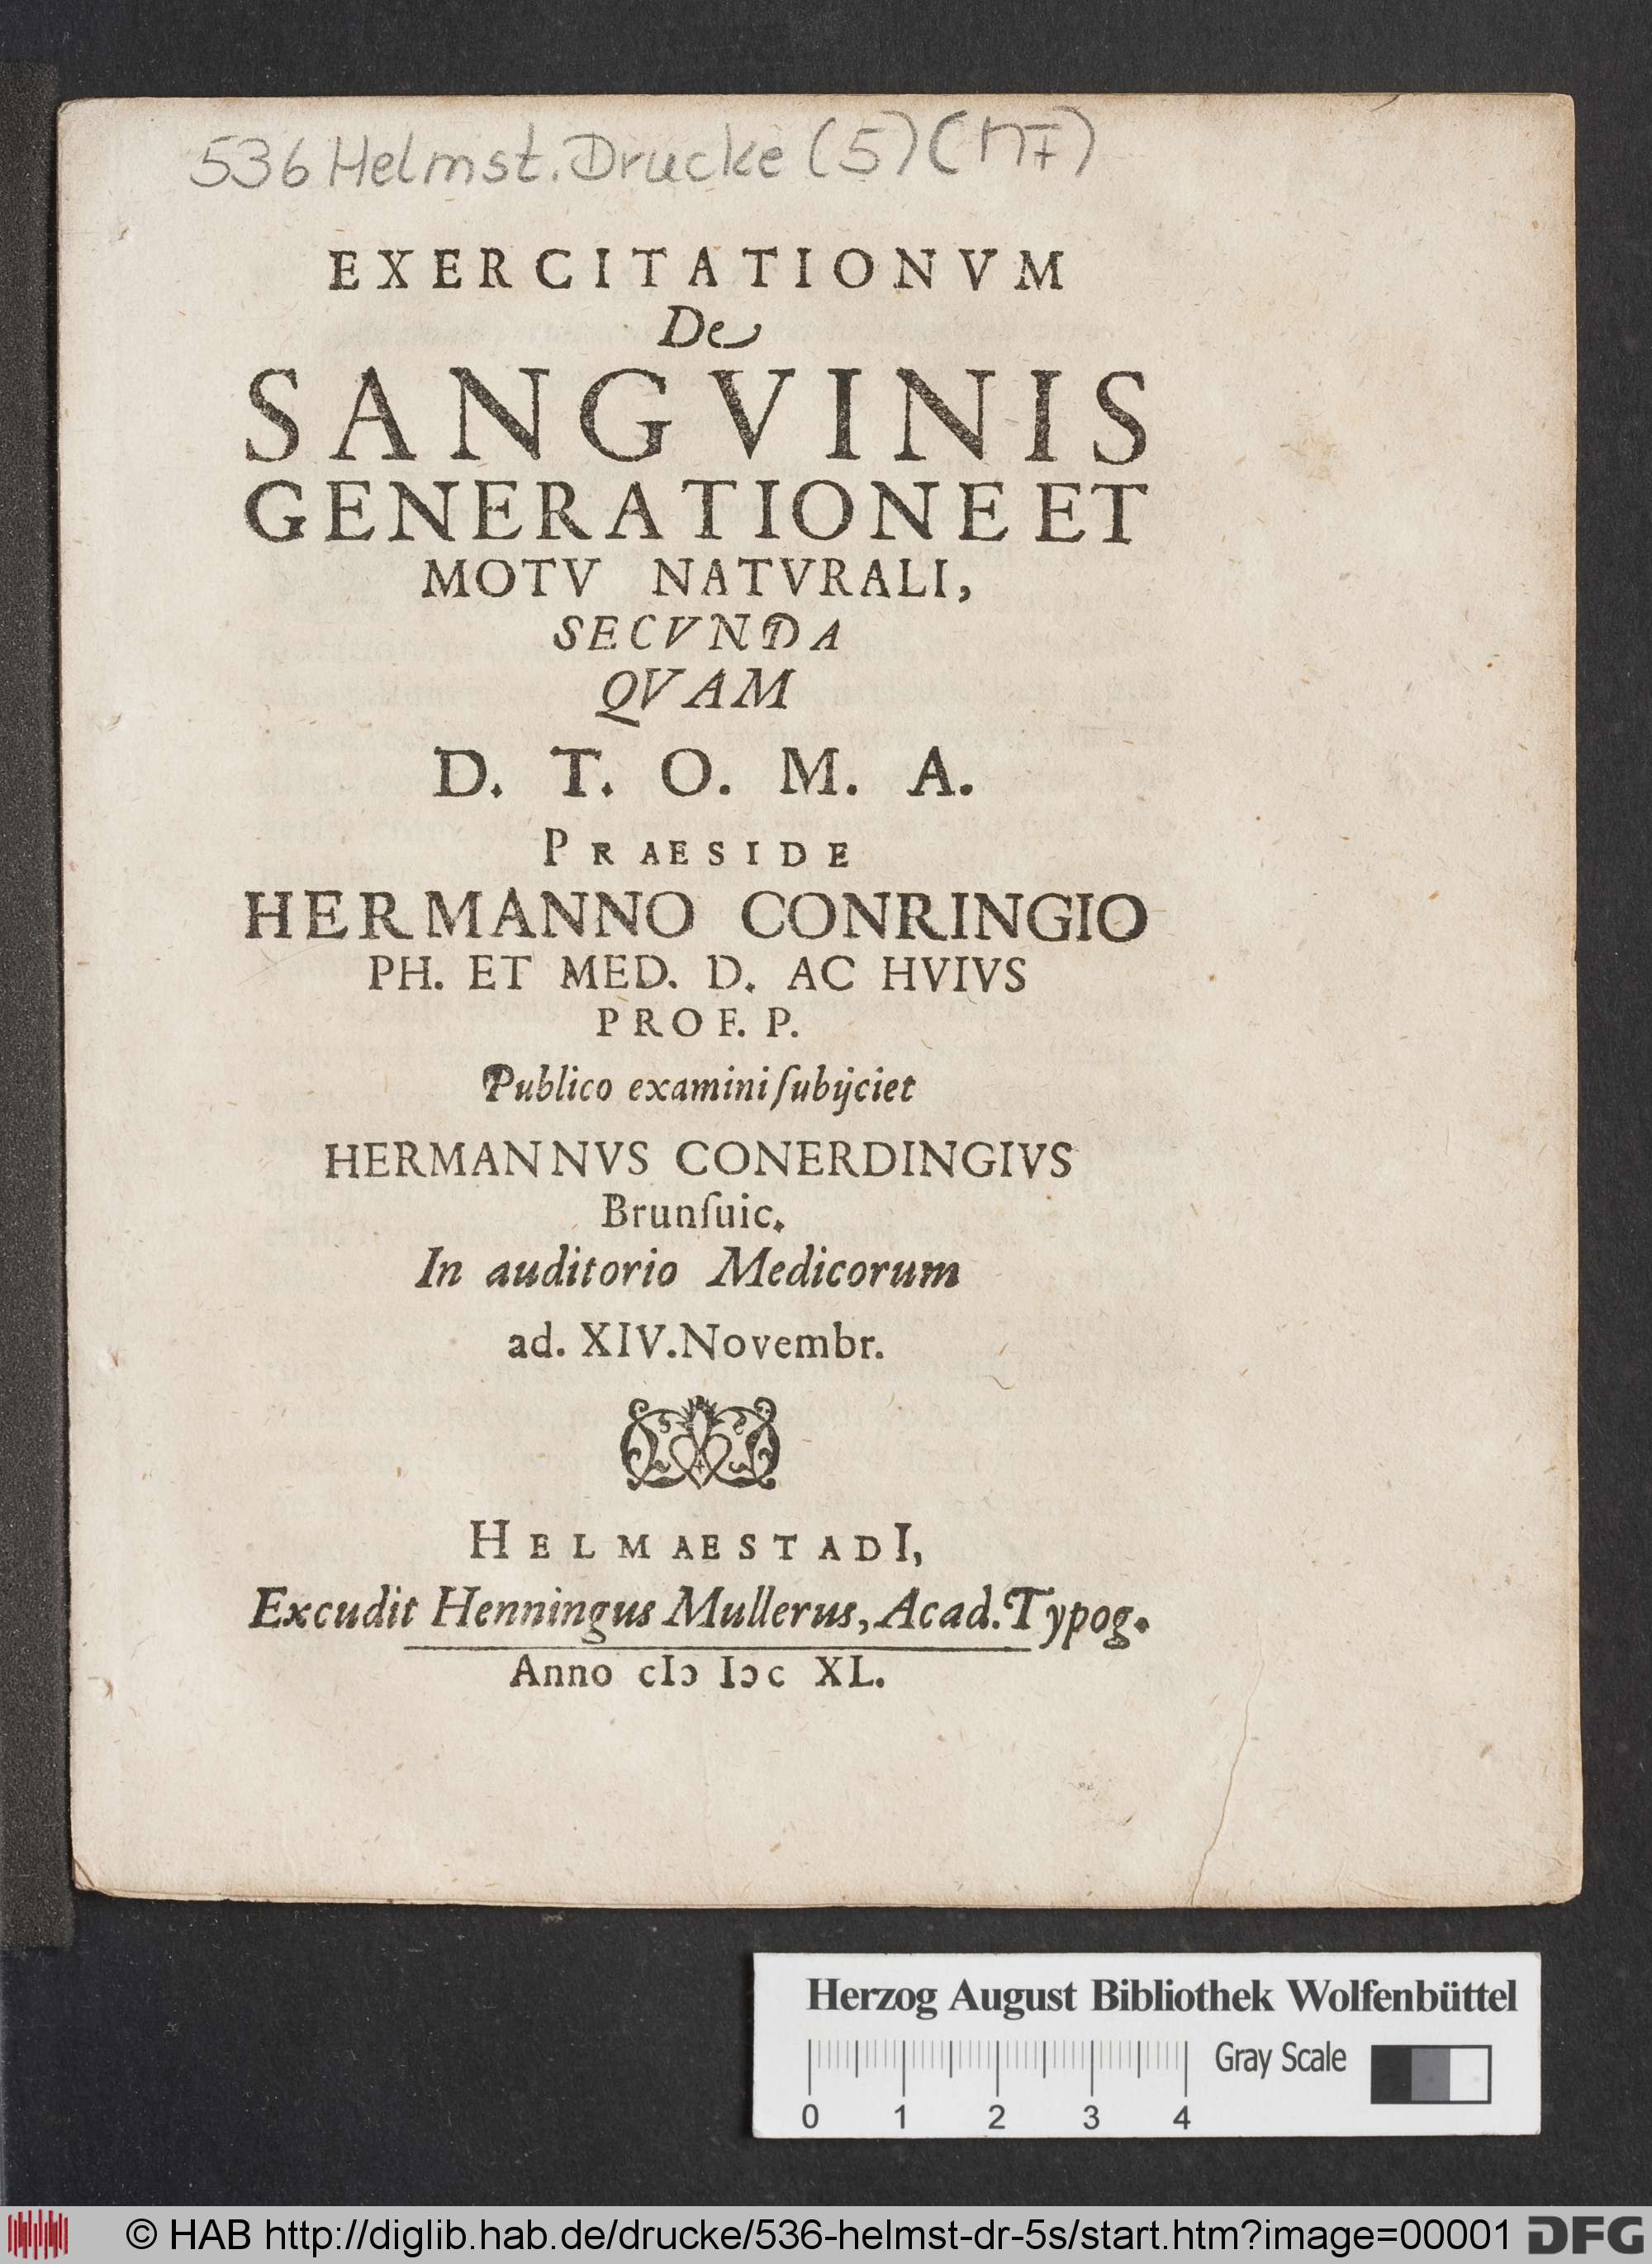 536 Helmst. Drucke (5) (MF)
EXERCITATIONVM
De
SANGVINIS
GENERATIONE ET
MOTV NATVRALI,
SECVNDA
QVAM
D. T. O. M. A.
PRAESIDE
HERMANNO CONRINGIO
PH. ET MED. D. AC HVIVS
PROF. P.
Publico examini ſubijciet
HERMANNVS CONERDINGIVS
Brunſuic.
In auditorio Medicorum
ad. XIV. Novembr.
HELMAESTADI,
Excudit Henningus Mullerus, Acad. Typog.
Anno cIɔ Iɔc XL.
Herzog August Bibliothek Wolfenbüttel
Gray Scale
0 1 2 3 4
© HAB http://diglib.hab.de/drucke/536-helmst-dr-5s/start.htm?image=00001 DFG